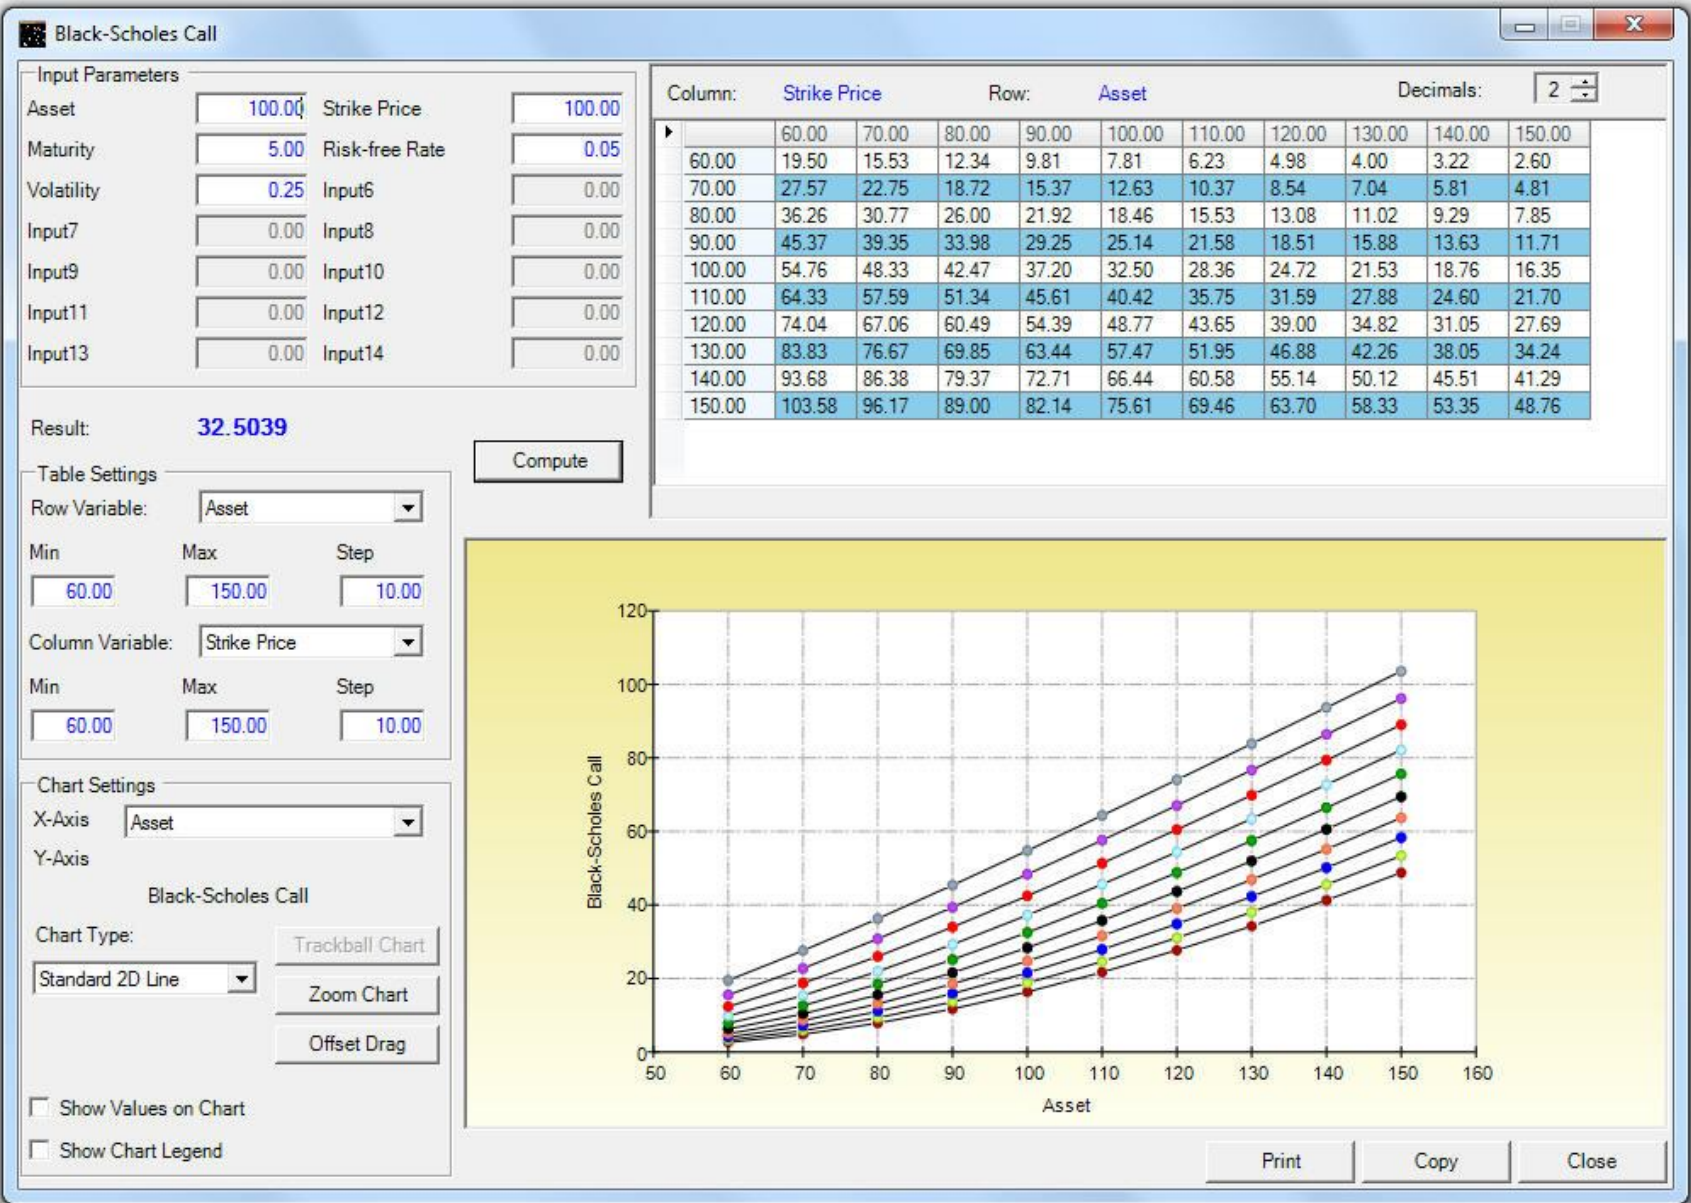 Black-Scholes Call
Input Parameters
Asset 100.00 Strike Price 100.00
Maturity 5.00 Risk-free Rate 0.05
Volatility 0.25 Input6 0.00
Input7 0.00 Input8 0.00
Input9 0.00 Input10 0.00
Input11 0.00 Input12 0.00
Input13 0.00 Input14 0.00
Result: 32.5039
Compute
Column: Strike Price Row: Asset Decimals: 2
60.00 70.00 80.00 90.00 100.00 110.00 120.00 130.00 140.00 150.00
60.00 19.50 15.53 12.34 9.81 7.81 6.23 4.98 4.00 3.22 2.60
70.00 27.57 22.75 18.72 15.37 12.63 10.37 8.54 7.04 5.81 4.81
80.00 36.26 30.77 26.00 21.92 18.46 15.53 13.08 11.02 9.29 7.85
90.00 45.37 39.35 33.98 29.25 25.14 21.58 18.51 15.88 13.63 11.71
100.00 54.76 48.33 42.47 37.20 32.50 28.36 24.72 21.53 18.76 16.35
110.00 64.33 57.59 51.34 45.61 40.42 35.75 31.59 27.88 24.60 21.70
120.00 74.04 67.06 60.49 54.39 48.77 43.65 39.00 34.82 31.05 27.69
130.00 83.83 76.67 69.85 63.44 57.47 51.95 46.88 42.26 38.05 34.24
140.00 93.68 86.38 79.37 72.71 66.44 60.58 55.14 50.12 45.51 41.29
150.00 103.58 96.17 89.00 82.14 75.61 69.46 63.70 58.33 53.35 48.76
Table Settings
Row Variable: Asset
Min Max Step
60.00 150.00 10.00
Column Variable: Strike Price
Min Max Step
60.00 150.00 10.00
Chart Settings
X-Axis Asset
Y-Axis
Black-Scholes Call
Chart Type:
Standard 2D Line
Trackball Chart
Zoom Chart
Offset Drag
Show Values on Chart
Show Chart Legend
120
100
80
60
40
20
0
Black-Scholes Call
50 60 70 80 90 100 110 120 130 140 150 160
Asset
Print Copy Close